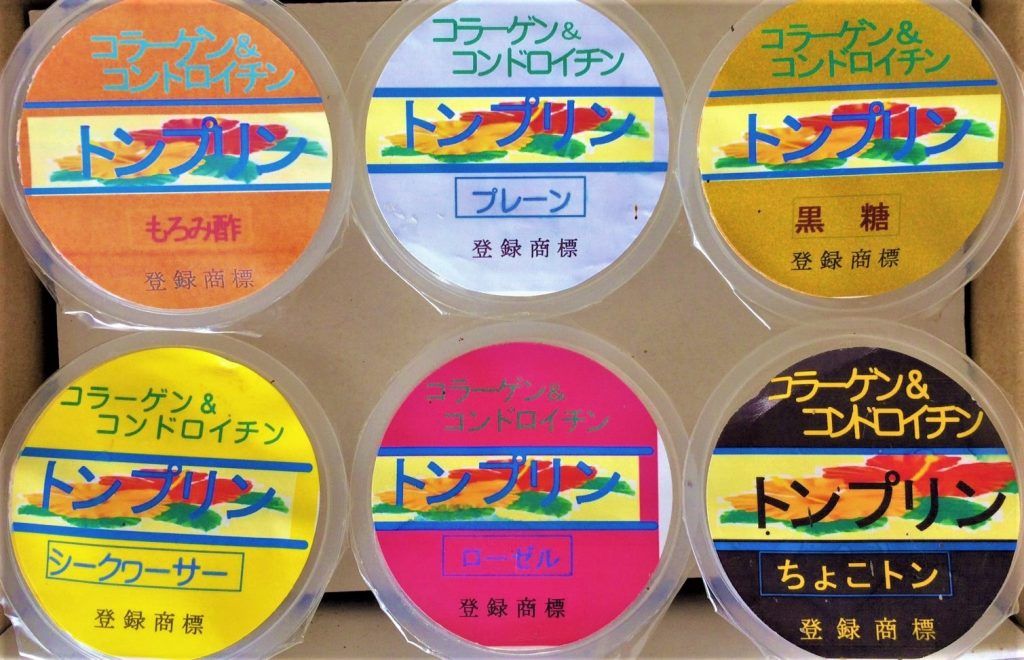 コラーゲン&
コンドロイチン
トンプリン
もろみ酢
登録商標
コラーゲン&
コンドロイチン
トンプリン
プレーン
登録商標
コラーゲン&
コンドロイチン
トンプリン
黒 糖
登録商標
コラーゲン&
コンドロイチン
トンプリン
シークヮーサー
登録商標
コラーゲン&
コンドロイチン
トンプリン
ローゼル
登録商標
コラーゲン&
コンドロイチン
トンプリン
ちょこトン
登録商標